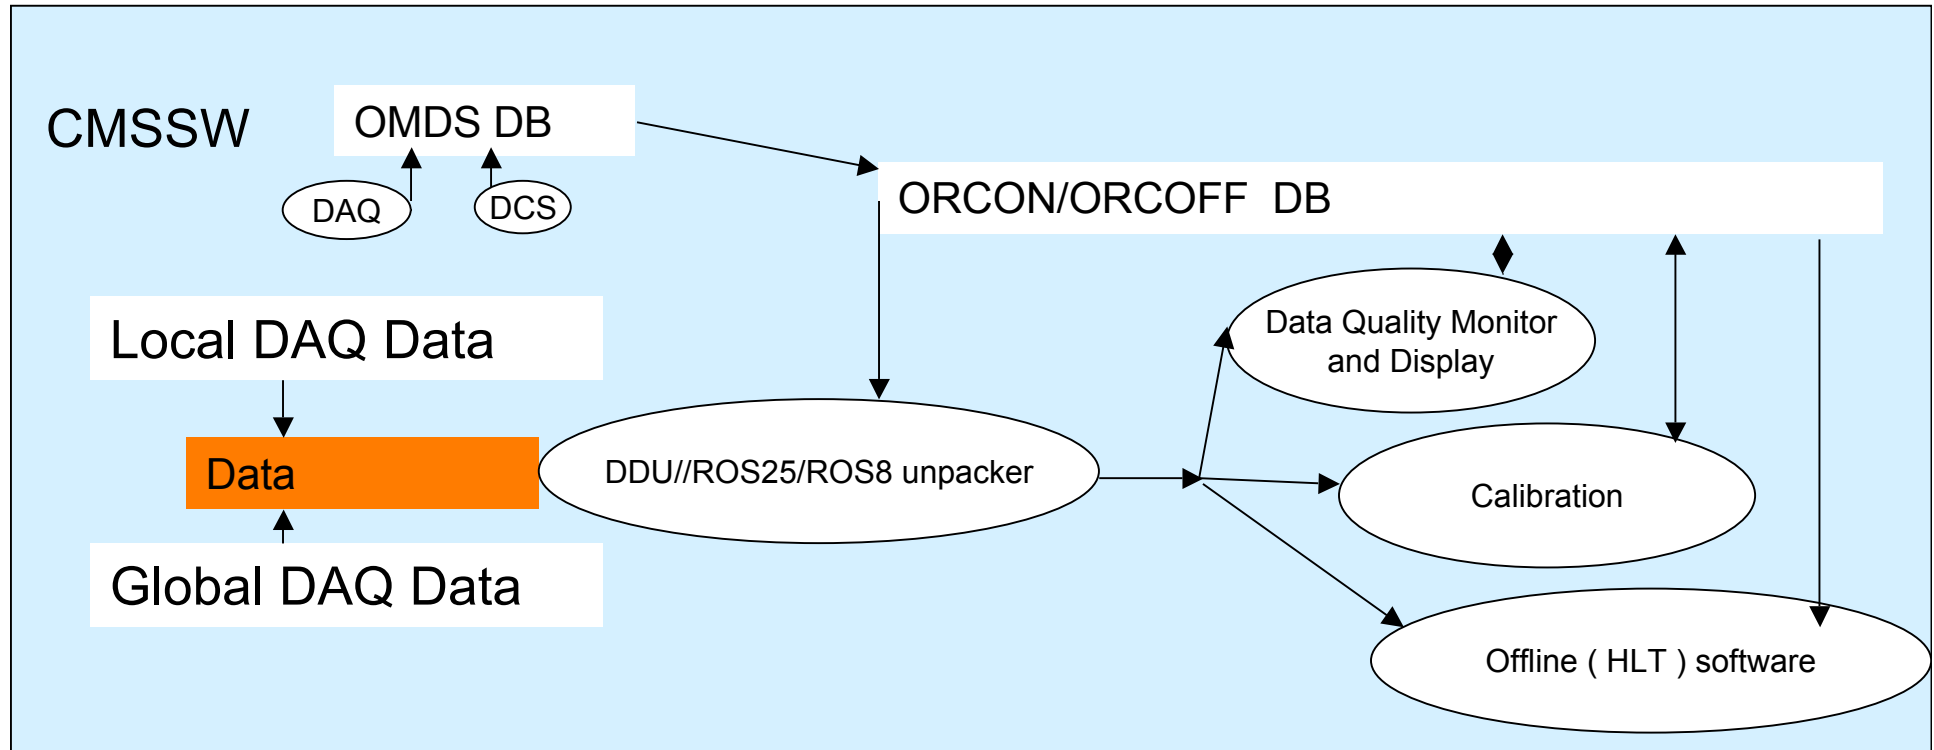 CMSSW
OMDS DB
DAQ
DCS
ORCON/ORCOFF  DB
Local DAQ Data
Data Quality Monitor
and Display
Data
DDU//ROS25/ROS8 unpacker
Calibration
Global DAQ Data
Offline ( HLT ) software